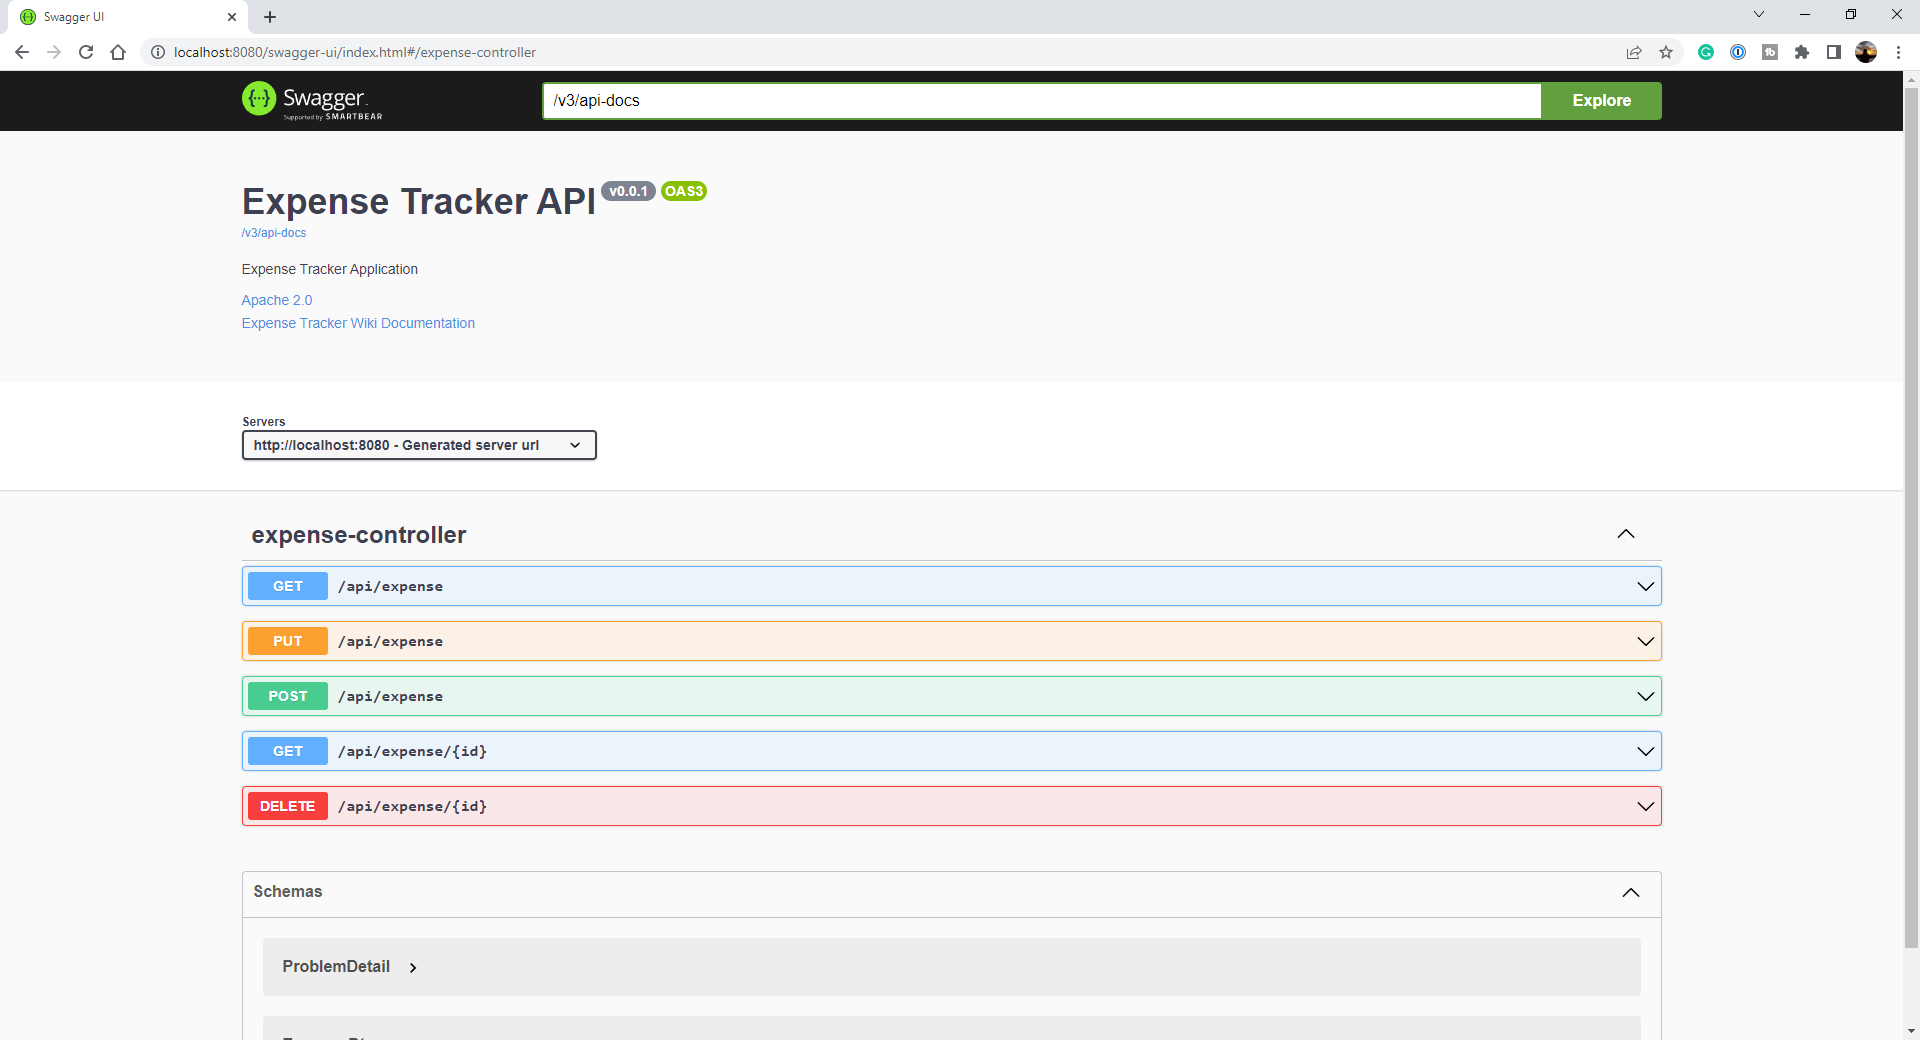 Swagger UI
localhost:8080/swagger-ui/index.html#/expense-controller
Swagger
Supported by SMARTBEAR
/v3/api-docs
Explore
Expense Tracker API v0.0.1 OAS3
/v3/api-docs
Expense Tracker Application
Apache 2.0
Expense Tracker Wiki Documentation
Servers
http://localhost:8080 - Generated server url
expense-controller
GET /api/expense
PUT /api/expense
POST /api/expense
GET /api/expense/{id}
DELETE /api/expense/{id}
Schemas
ProblemDetail